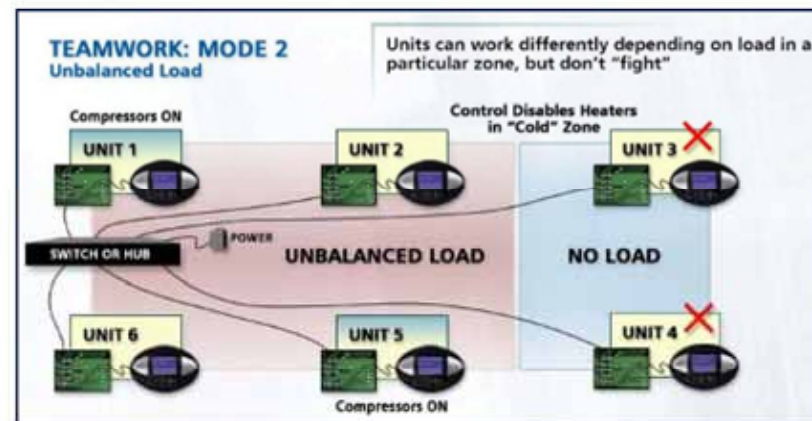 TEAMWORK: MODE 2
Unbalanced Load
Units can work differently depending on load in a
particular zone, but don't "fight"
Compressors ON
Control Disables Heaters
in "Cold" Zone
UNIT 1
UNIT 2
UNIT 3
POWER
SWITCH OR HUB
UNBALANCED LOAD
NO LOAD
UNIT 6
UNIT 5
UNIT 4
Compressors ON